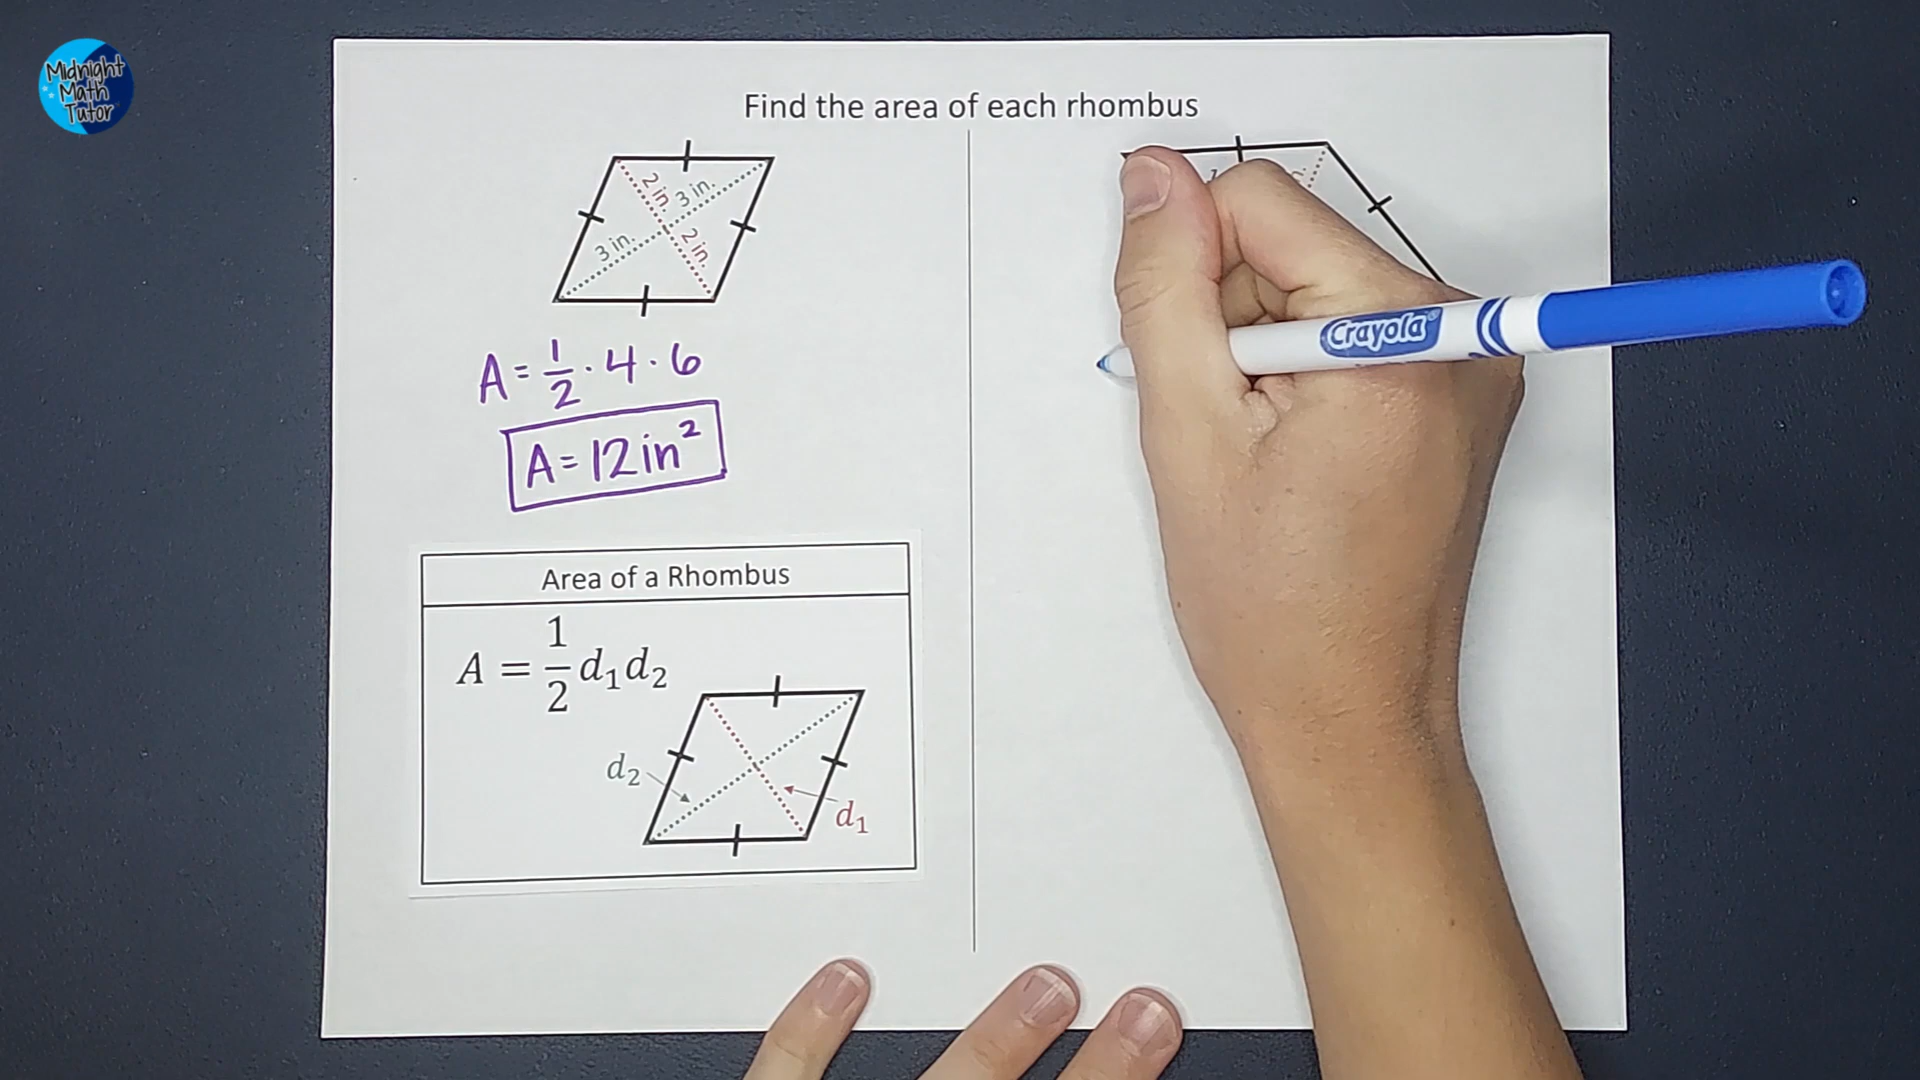 Midnight
Math
Tutor
Find the area of each rhombus
2 in.
3 in.
3 in.
2 in.
A = 1/2 · 4 · 6
A = 12 in²
Crayola®
Area of a Rhombus
A = 1/2 d₁d₂
d₂
d₁